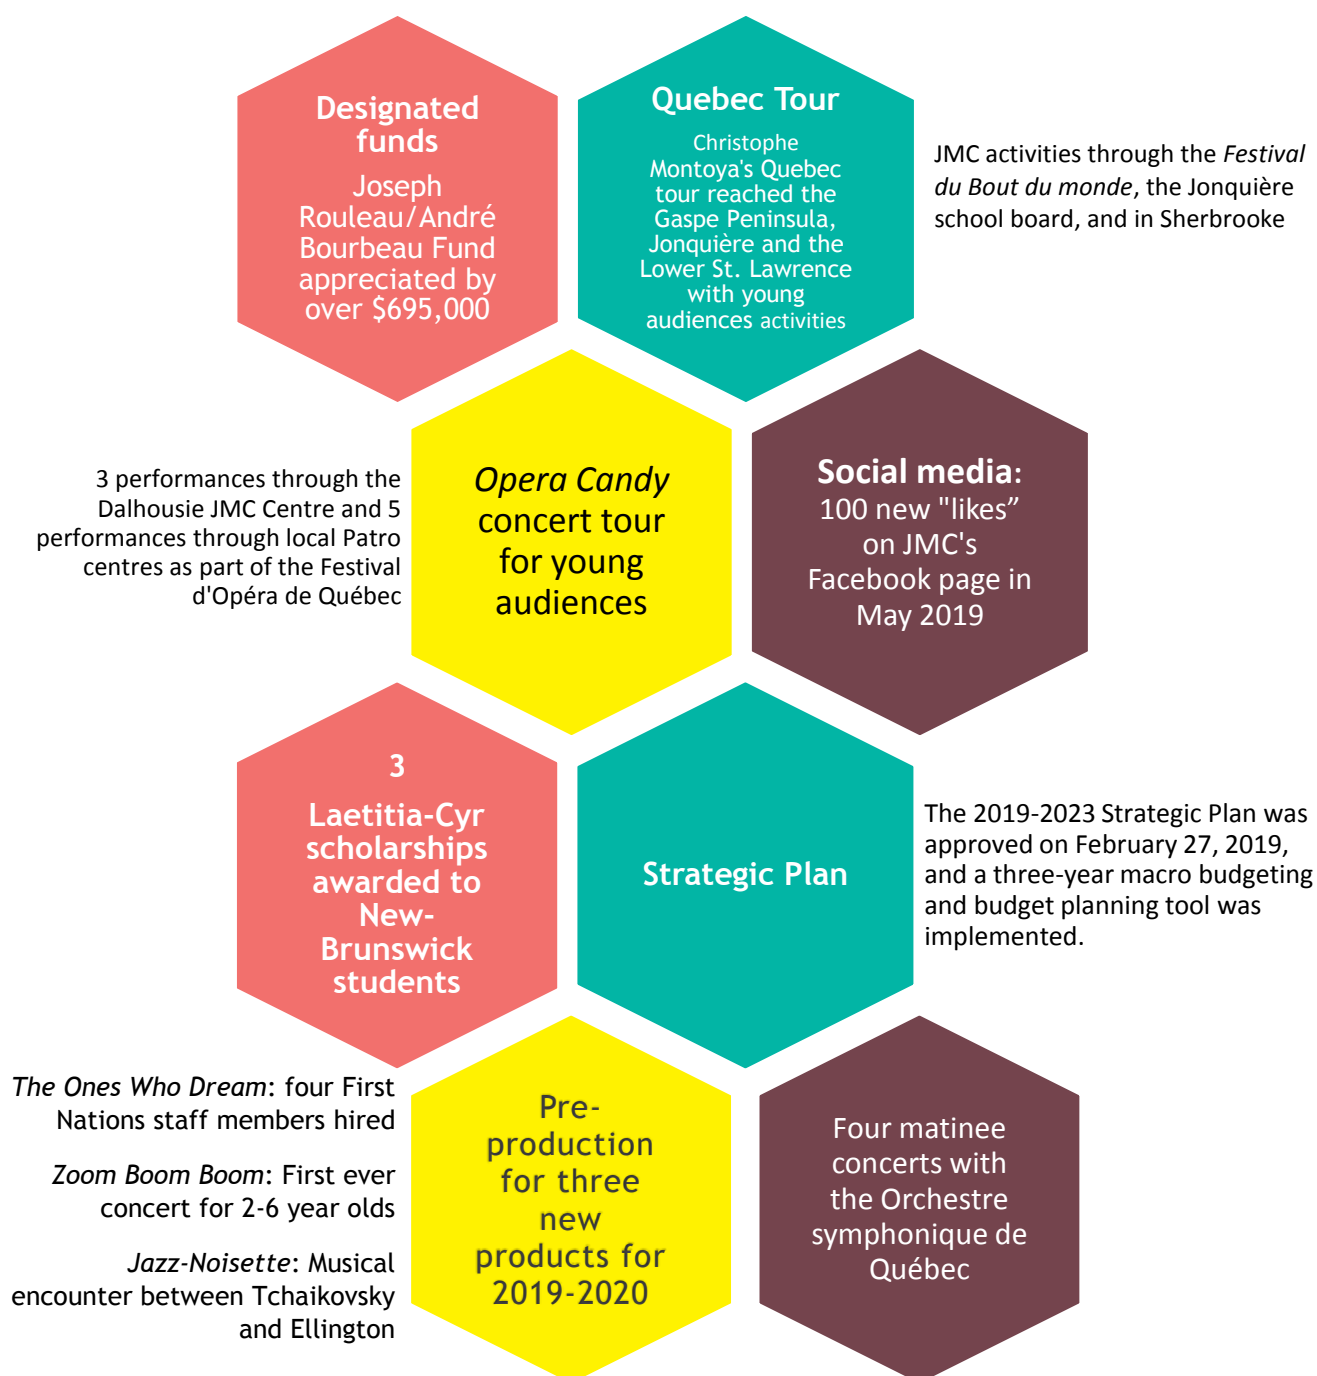 Designated
funds
Joseph
Rouleau/André
Bourbeau Fund
appreciated by
over $695,000
Quebec Tour
Christophe
Montoya's Quebec
tour reached the
Gaspe Peninsula,
Jonquière and the
Lower St. Lawrence
with young
audiences activities
JMC activities through the Festival
du Bout du monde, the Jonquière
school board, and in Sherbrooke
3 performances through the
Dalhousie JMC Centre and 5
performances through local Patro
centres as part of the Festival
d'Opéra de Québec
Opera Candy
concert tour
for young
audiences
Social media:
100 new "likes”
on JMC's
Facebook page in
May 2019
3
Laetitia-Cyr
scholarships
awarded to
New-
Brunswick
students
Strategic Plan
The 2019-2023 Strategic Plan was
approved on February 27, 2019,
and a three-year macro budgeting
and budget planning tool was
implemented.
The Ones Who Dream: four First
Nations staff members hired
Zoom Boom Boom: First ever
concert for 2-6 year olds
Jazz-Noisette: Musical
encounter between Tchaikovsky
and Ellington
Pre-
production
for three
new
products for
2019-2020
Four matinee
concerts with
the Orchestre
symphonique de
Québec